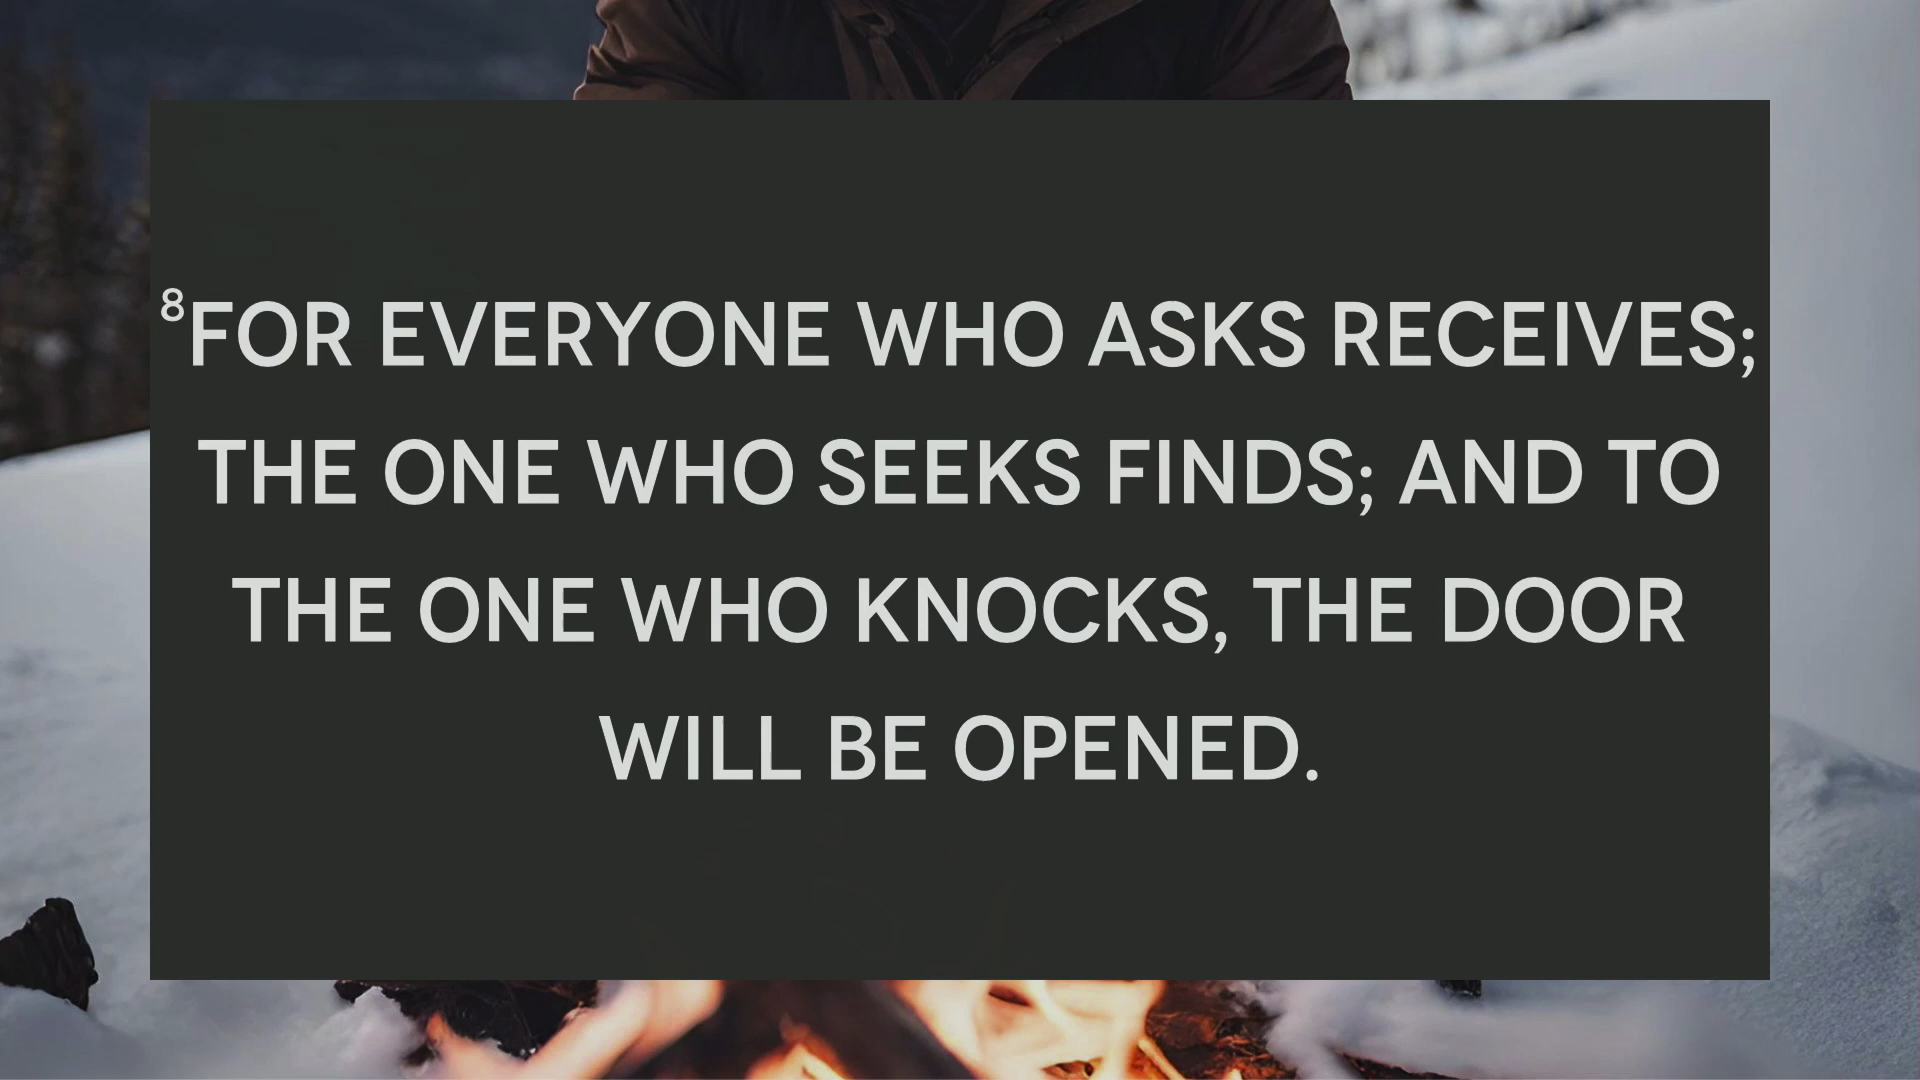 ⁸FOR EVERYONE WHO ASKS RECEIVES;
THE ONE WHO SEEKS FINDS; AND TO
THE ONE WHO KNOCKS, THE DOOR
WILL BE OPENED.